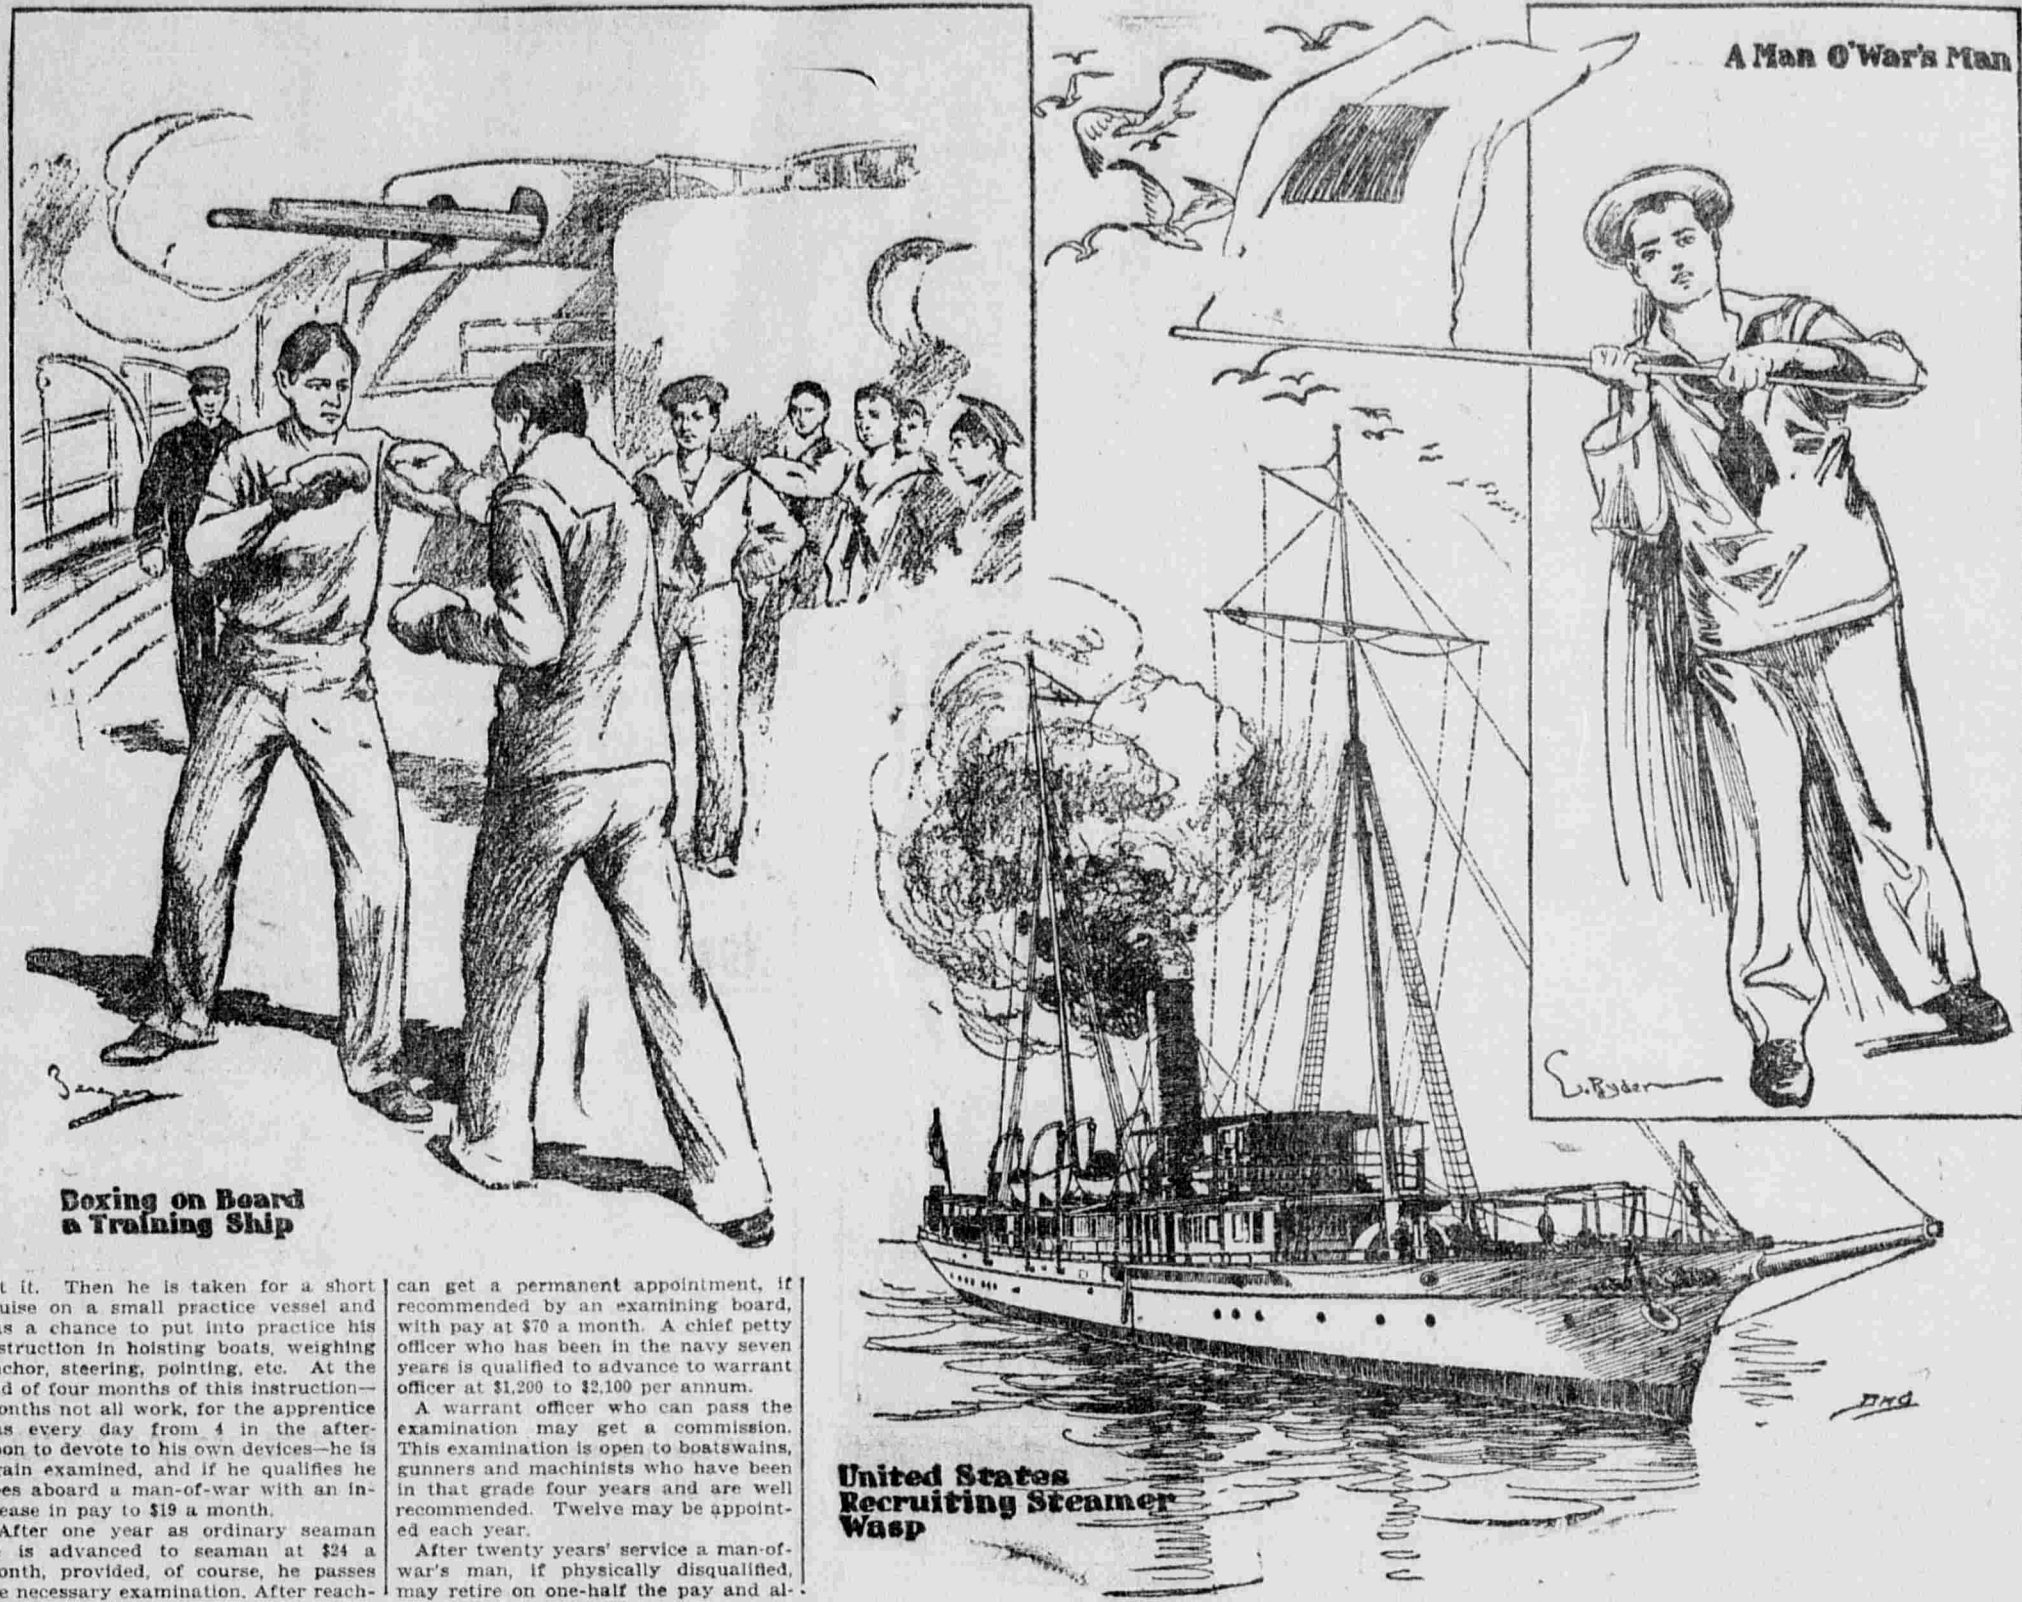 A Man O'War's Man
E. Ryder
Boxing on Board
a Training Ship
t it. Then he is taken for a short
uise on a small practice vessel and
as a chance to put into practice his
struction in hoisting boats, weighing
chor, steering, pointing, etc. At the
d of four months of this instruction—
onths not all work, for the apprentice
as every day from 4 in the after-
oon to devote to his own devices—he is
ain examined, and if he qualifies he
es aboard a man-of-war with an in-
ease in pay to $19 a month.
After one year as ordinary seaman
is advanced to seaman at $24 a
onth, provided, of course, he passes
e necessary examination. After reach-
can get a permanent appointment, if
recommended by an examining board,
with pay at $70 a month. A chief petty
officer who has been in the navy seven
years is qualified to advance to warrant
officer at $1,200 to $2,100 per annum.
A warrant officer who can pass the
examination may get a commission.
This examination is open to boatswains,
gunners and machinists who have been
in that grade four years and are well
recommended. Twelve may be appoint-
ed each year.
After twenty years' service a man-of-
war's man, if physically disqualified,
may retire on one-half the pay and al-
United States
Recruiting Steamer
Wasp